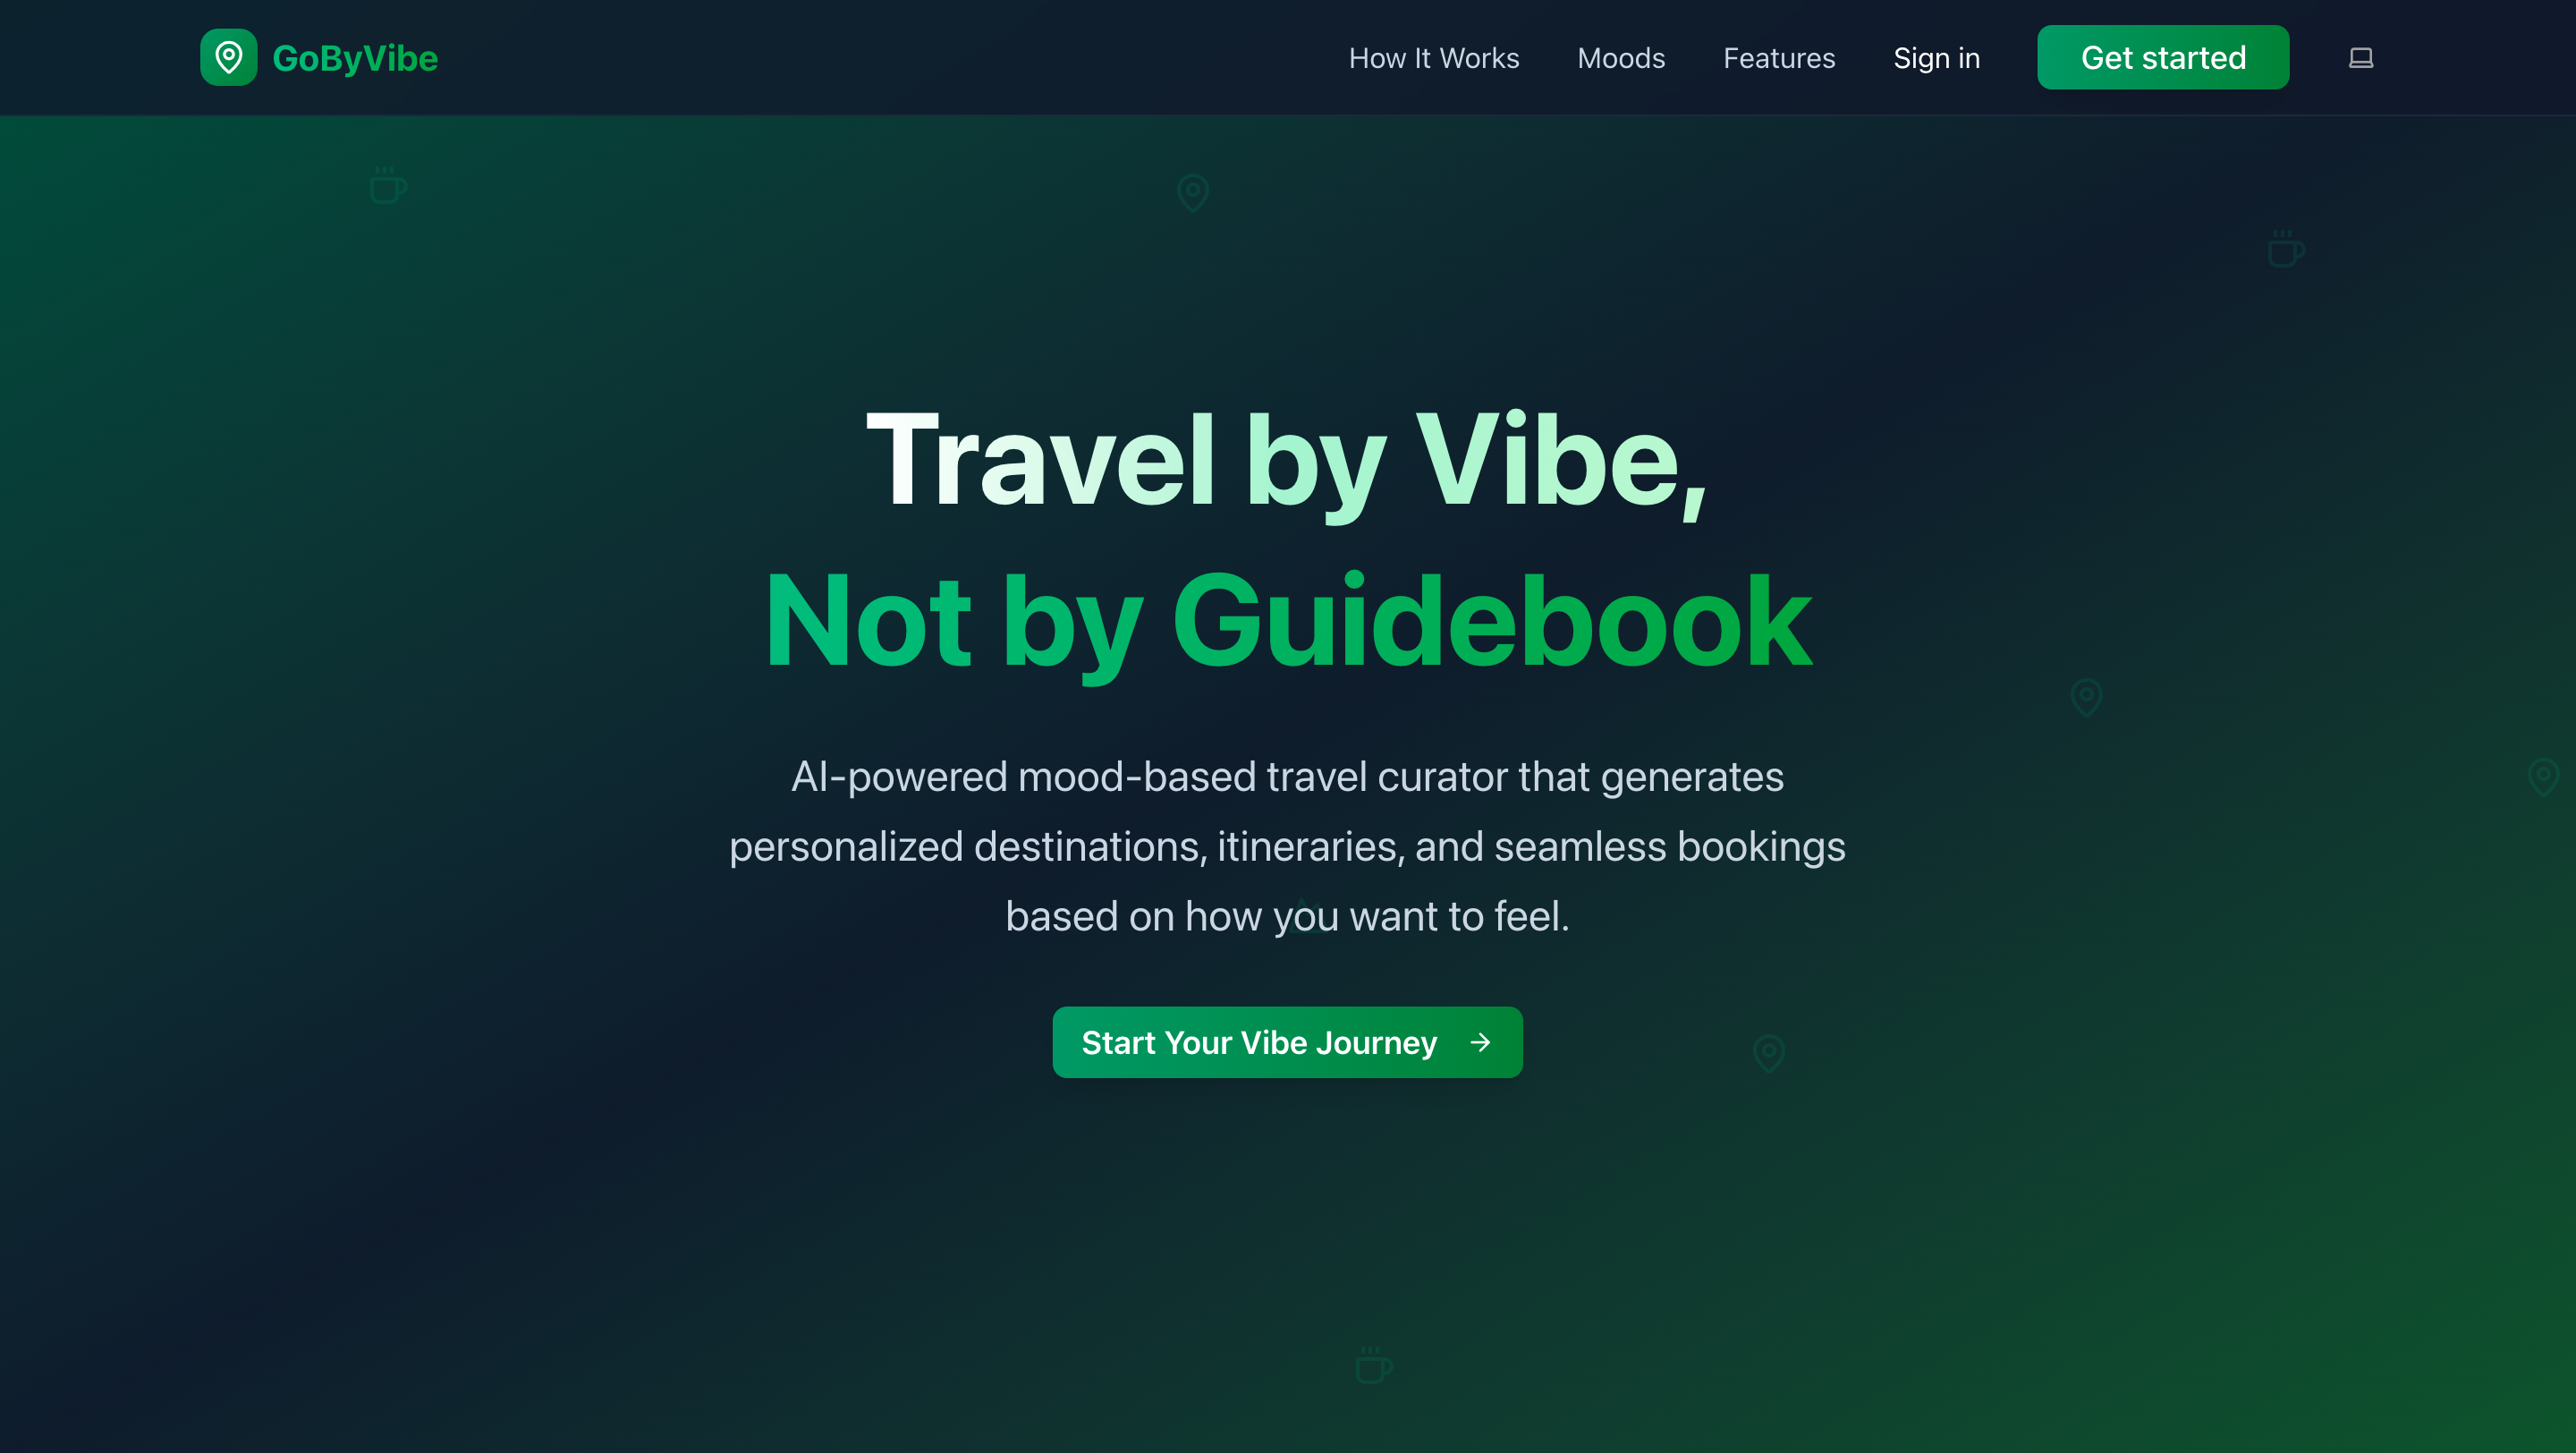 GoByVibe
How It Works
Moods
Features
Sign in
Get started
Travel by Vibe,
Not by Guidebook
AI-powered mood-based travel curator that generates
personalized destinations, itineraries, and seamless bookings
based on how you want to feel.
Start Your Vibe Journey